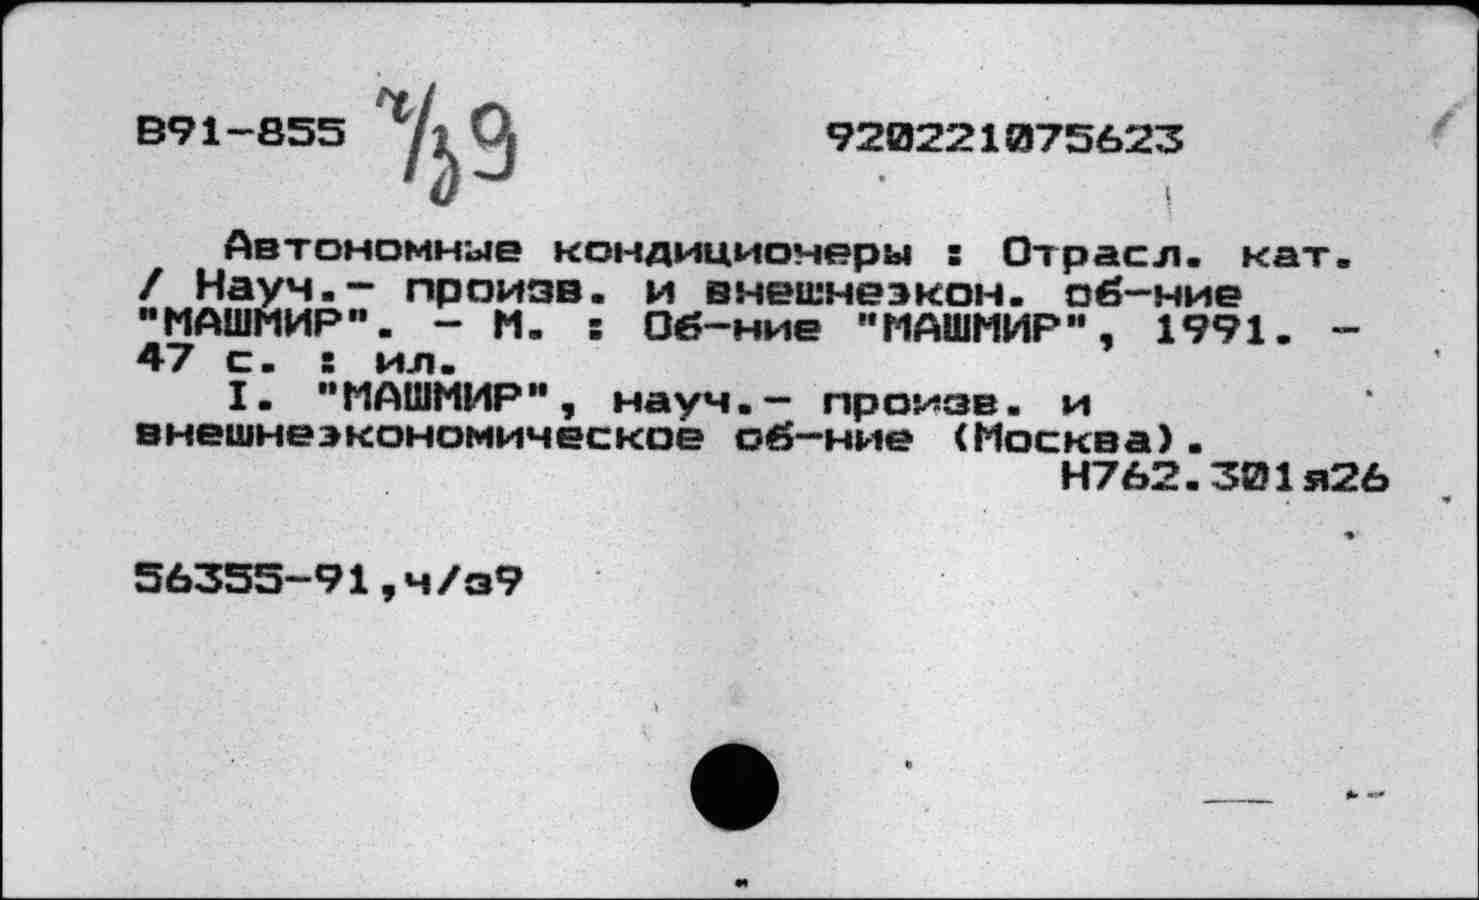 В91-855 ч/з9 920221075623
Автономные кондиционеры : Отрасл. кат.
/ Науч.- произв. и внешнеэкон. об-ние
"МАШМИР". - М. : Об-ние "МАШМИР", 1991. -
47 с. : ил.
I. "МАШМИР", науч.- произв. и
внешнеэкономическое об-ние (Москва).
Н762.301я26
56355-91,ч/з9